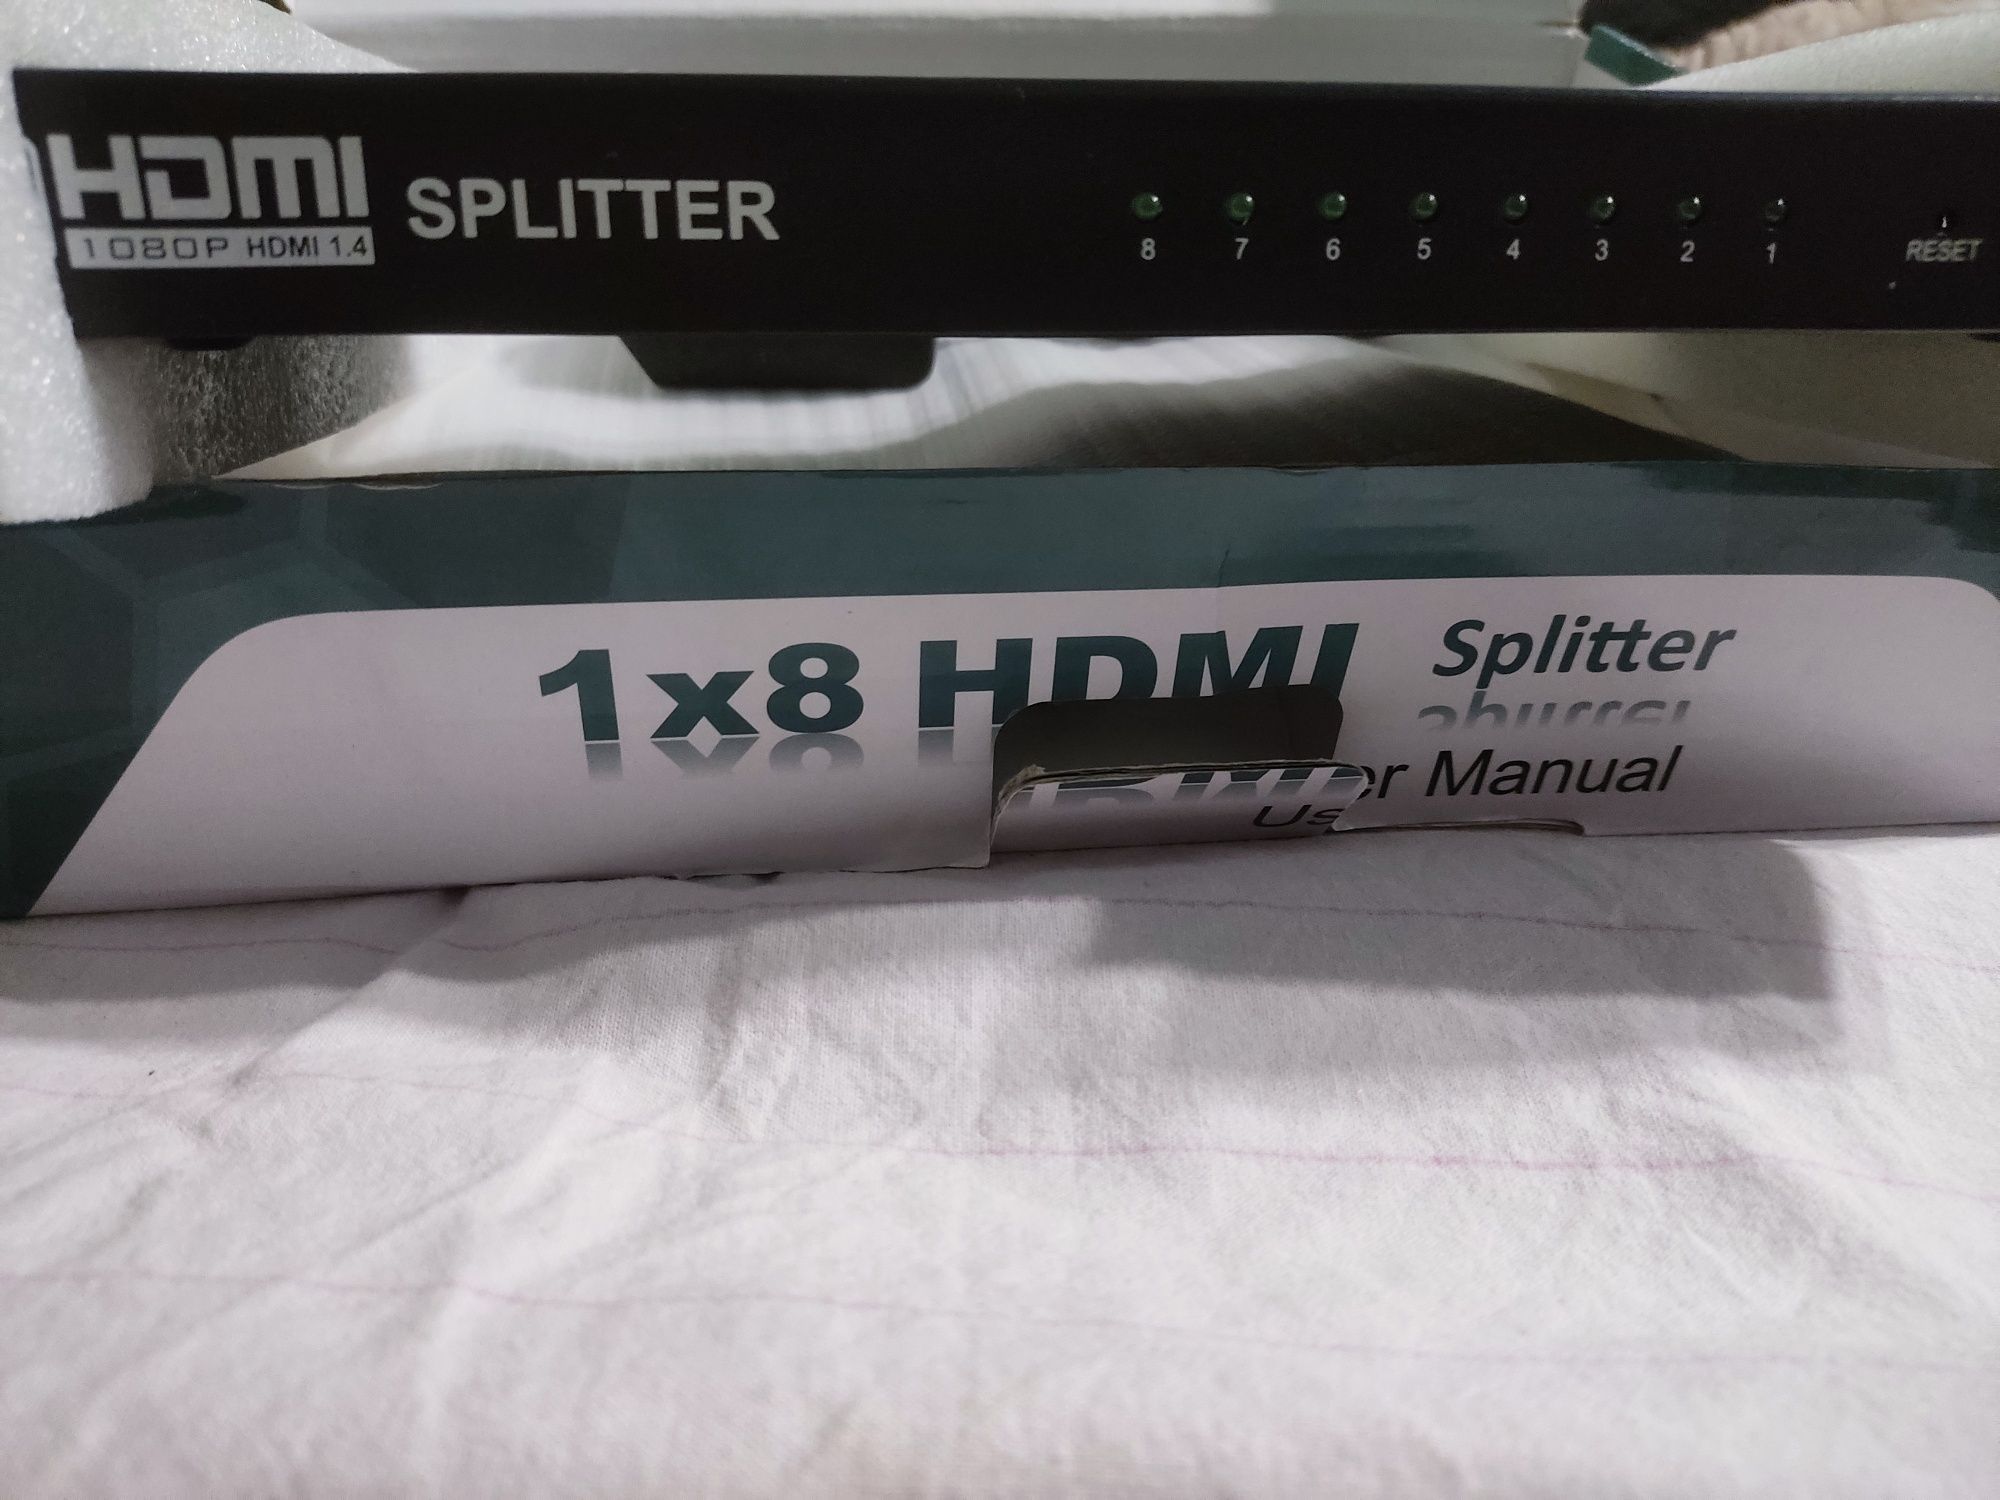 HDMI SPLITTER
1080P HDMI 1.4
8 7 6 5 4 3 2 1 RESET
1x8 HDMI Splitter
User Manual